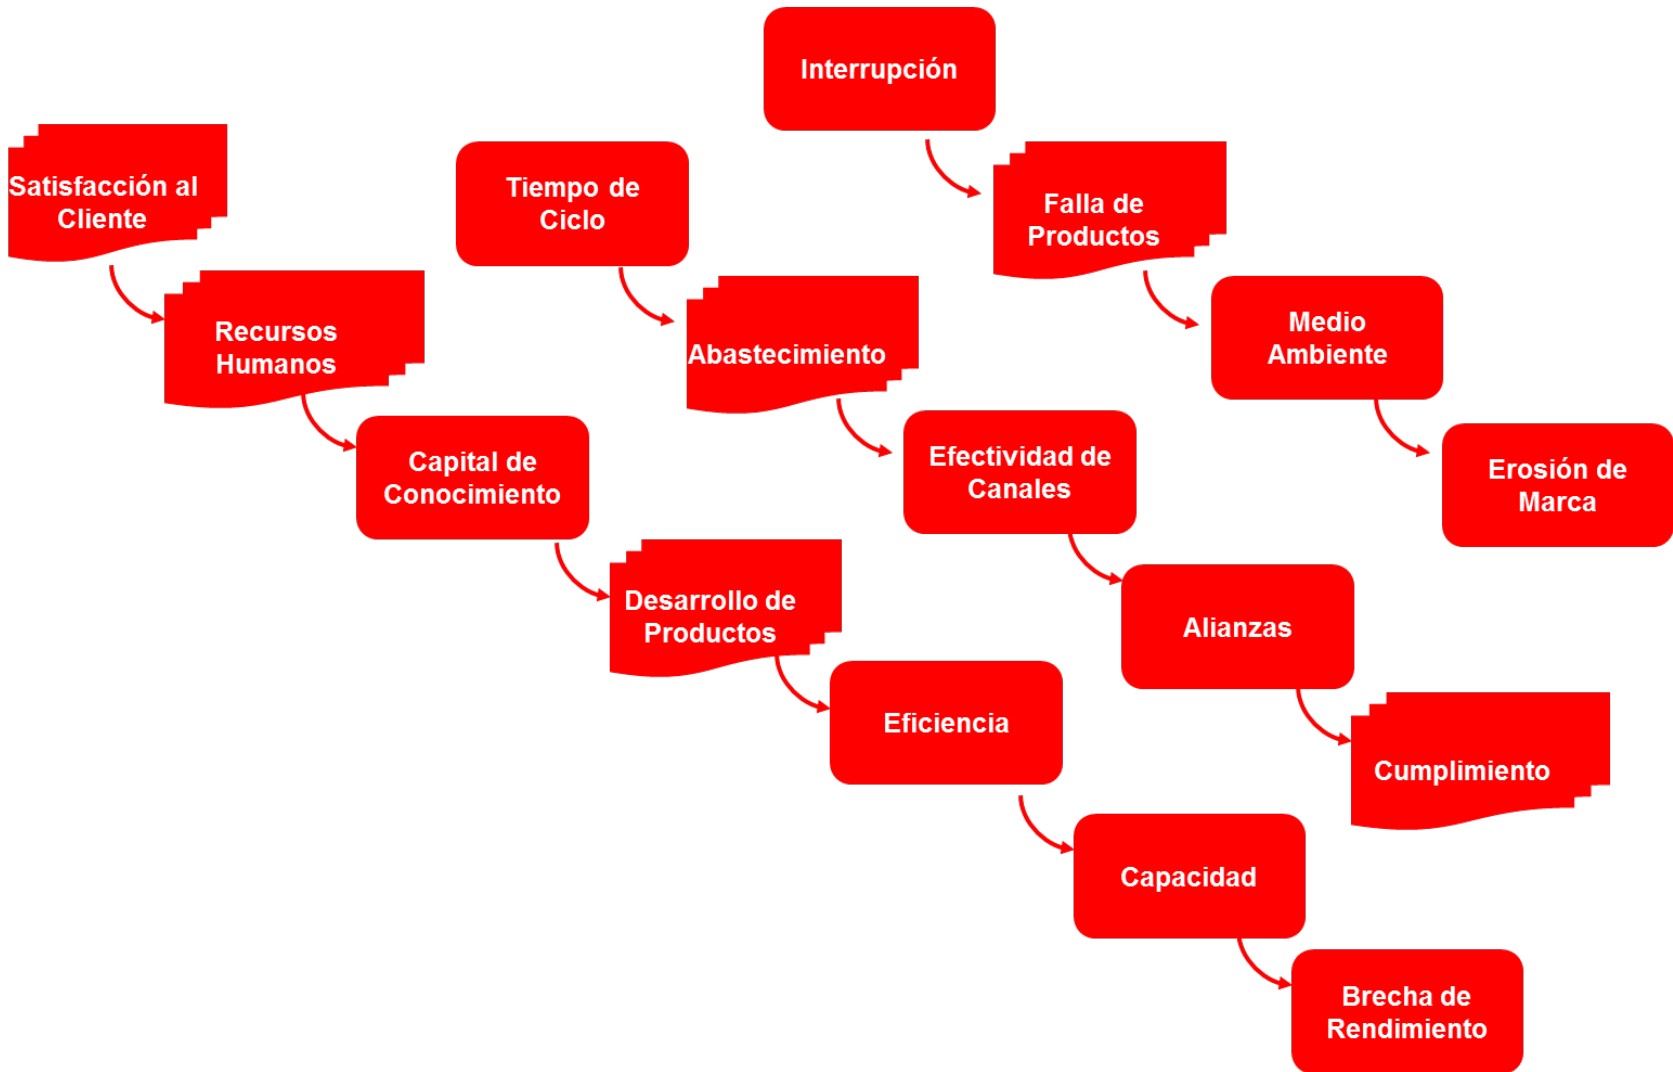 Interrupción
Satisfacción al
Cliente
Tiempo de
Ciclo
Falla de
Productos
Recursos
Humanos
Abastecimiento
Medio
Ambiente
Capital de
Conocimiento
Efectividad de
Canales
Erosión de
Marca
Desarrollo de
Productos
Alianzas
Eficiencia
Cumplimiento
Capacidad
Brecha de
Rendimiento